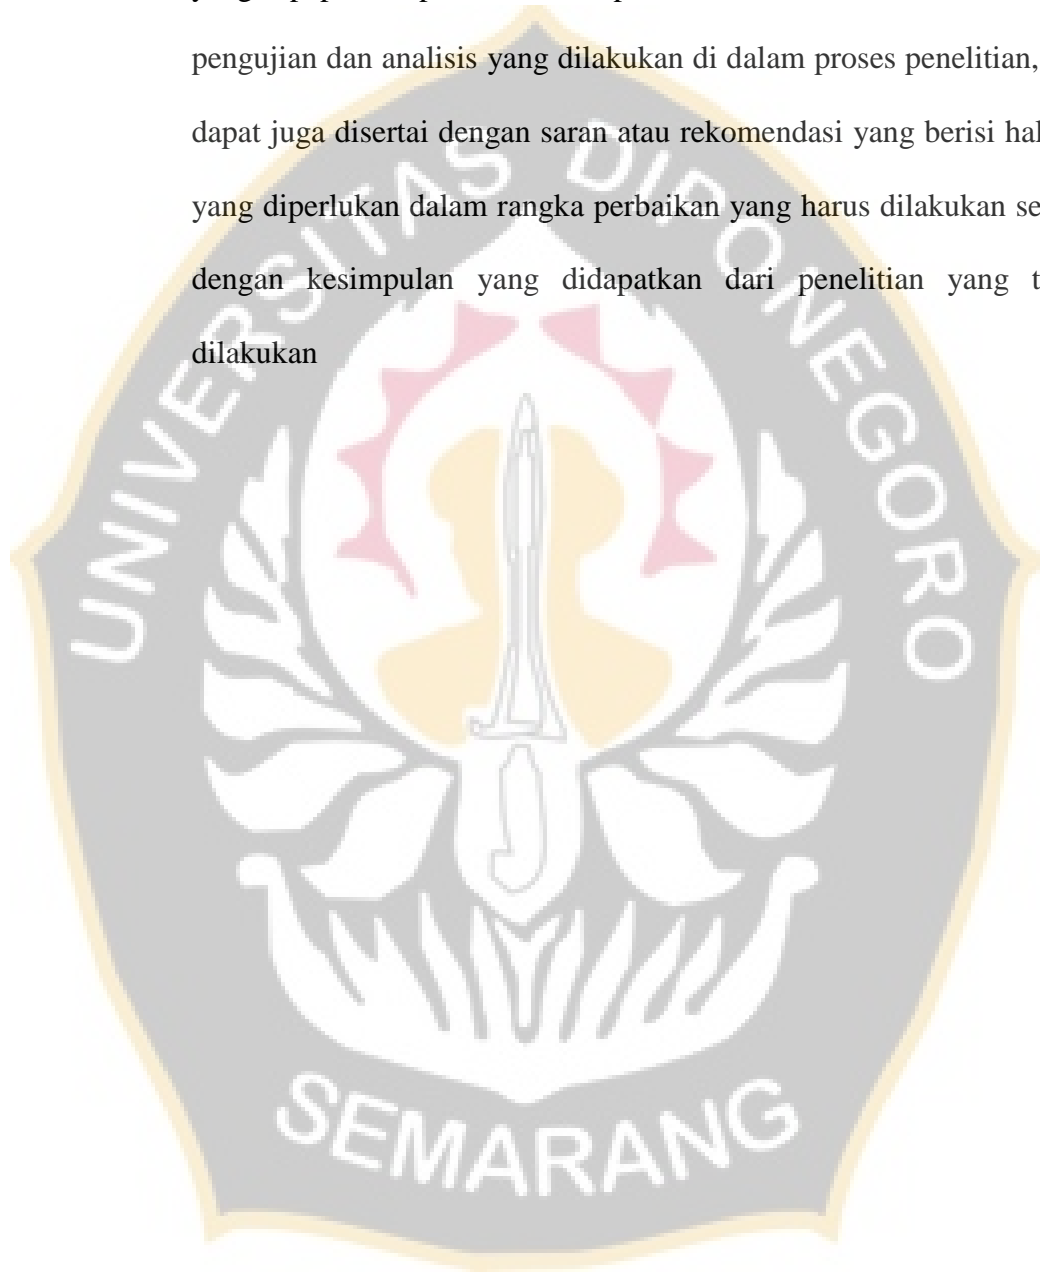 pengujian dan analisis yang dilakukan di dalam proses penelitian,
dapat juga disertai dengan saran atau rekomendasi yang berisi hal
yang diperlukan dalam rangka perbaikan yang harus dilakukan se
dengan kesimpulan yang didapatkan dari penelitian yang t
dilakukan
UNIVERSITAS DIPONEGORO
SEMARANG